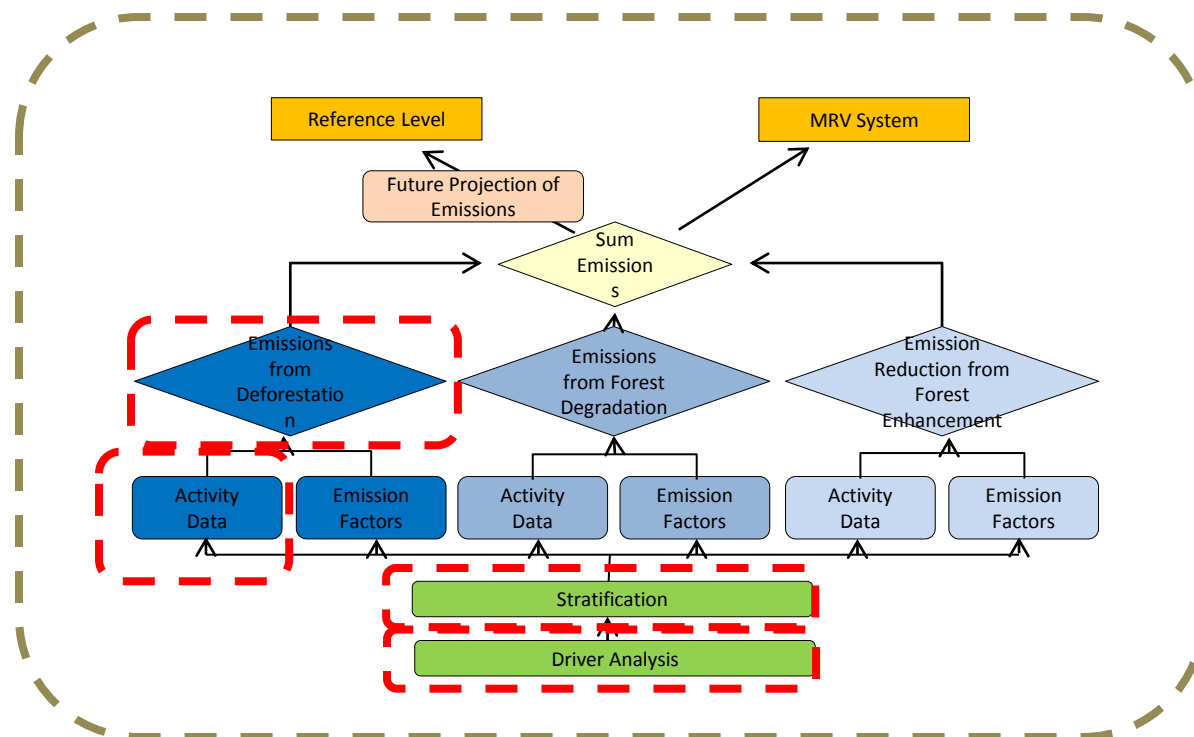 Reference Level
MRV System
Future Projection of
Emissions
Sum
Emission
s
Emissions
from
Deforestatio
n
Emissions
from Forest
Degradation
Emission
Reduction from
Forest
Enhancement
Activity
Data
Emission
Factors
Activity
Data
Emission
Factors
Activity
Data
Emission
Factors
Stratification
Driver Analysis